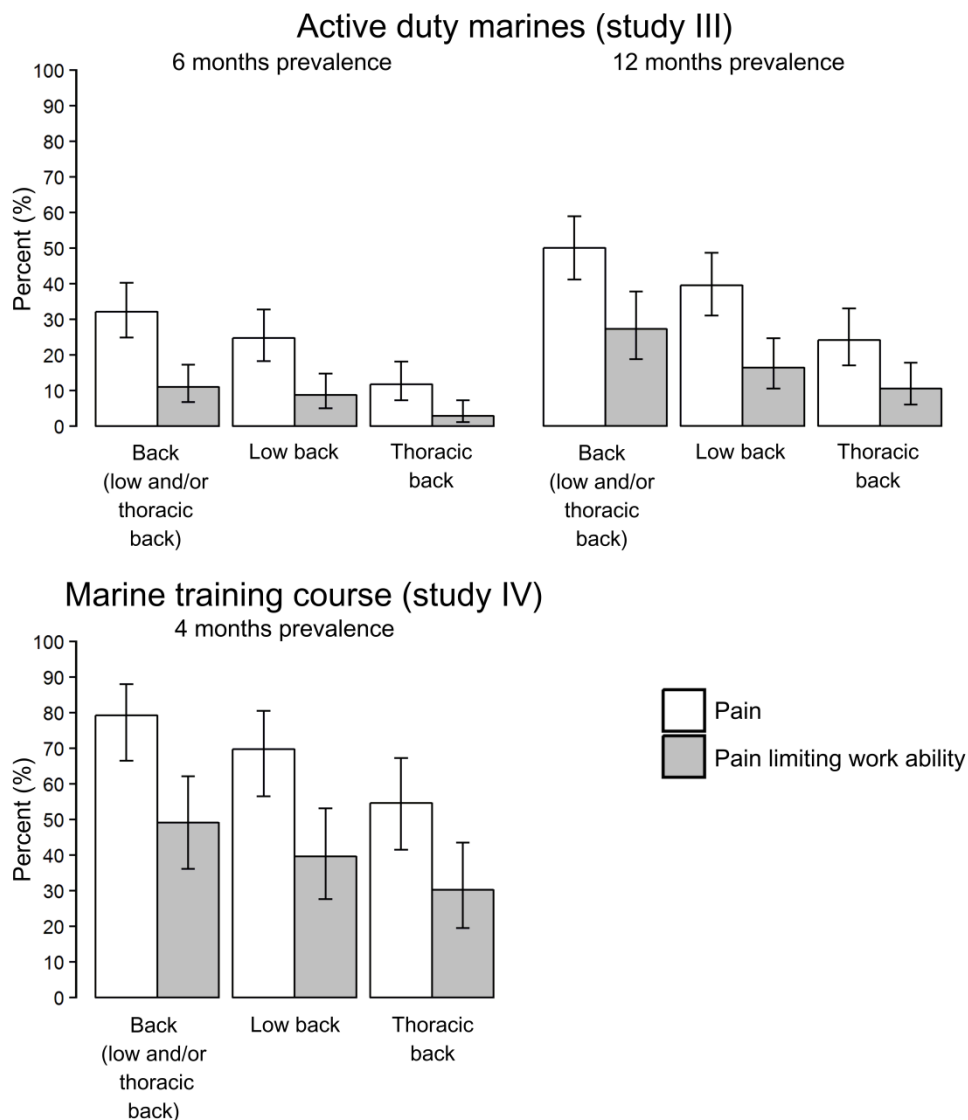 Active duty marines (study III)
6 months prevalence
12 months prevalence
100
90
80
70
60
50
40
30
20
10
0
Percent (%)
Back
(low and/or
thoracic
back)
Low back
Thoracic
back
Back
(low and/or
thoracic
back)
Low back
Thoracic
back
Marine training course (study IV)
4 months prevalence
100
90
80
70
60
50
40
30
20
10
0
Percent (%)
Back
(low and/or
thoracic
back)
Low back
Thoracic
back
Pain
Pain limiting work ability